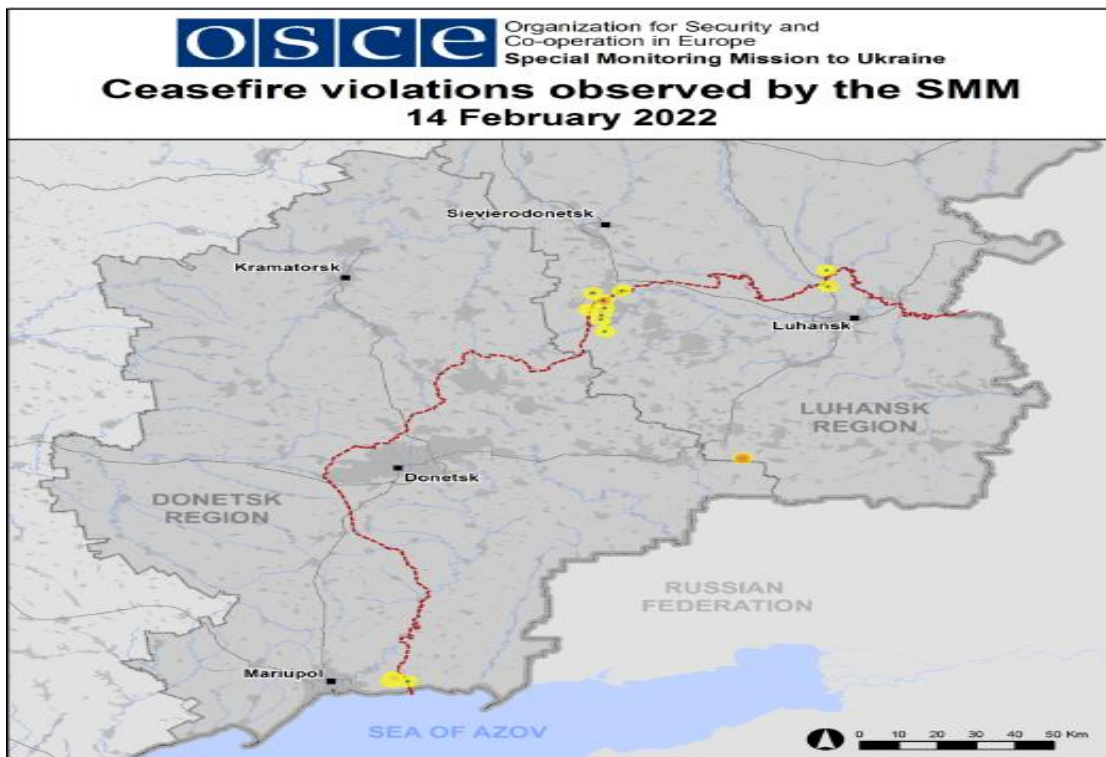 OSCe Organization for Security and
Co-operation in Europe
Special Monitoring Mission to Ukraine
Ceasefire violations observed by the SMM
14 February 2022
Sievierodonetsk
Kramatorsk
Luhansk
LUHANSK
REGION
Donetsk
DONETSK
REGION
RUSSIAN
FEDERATION
Mariupol
SEA OF AZOV
0 10 20 30 40 50 Km